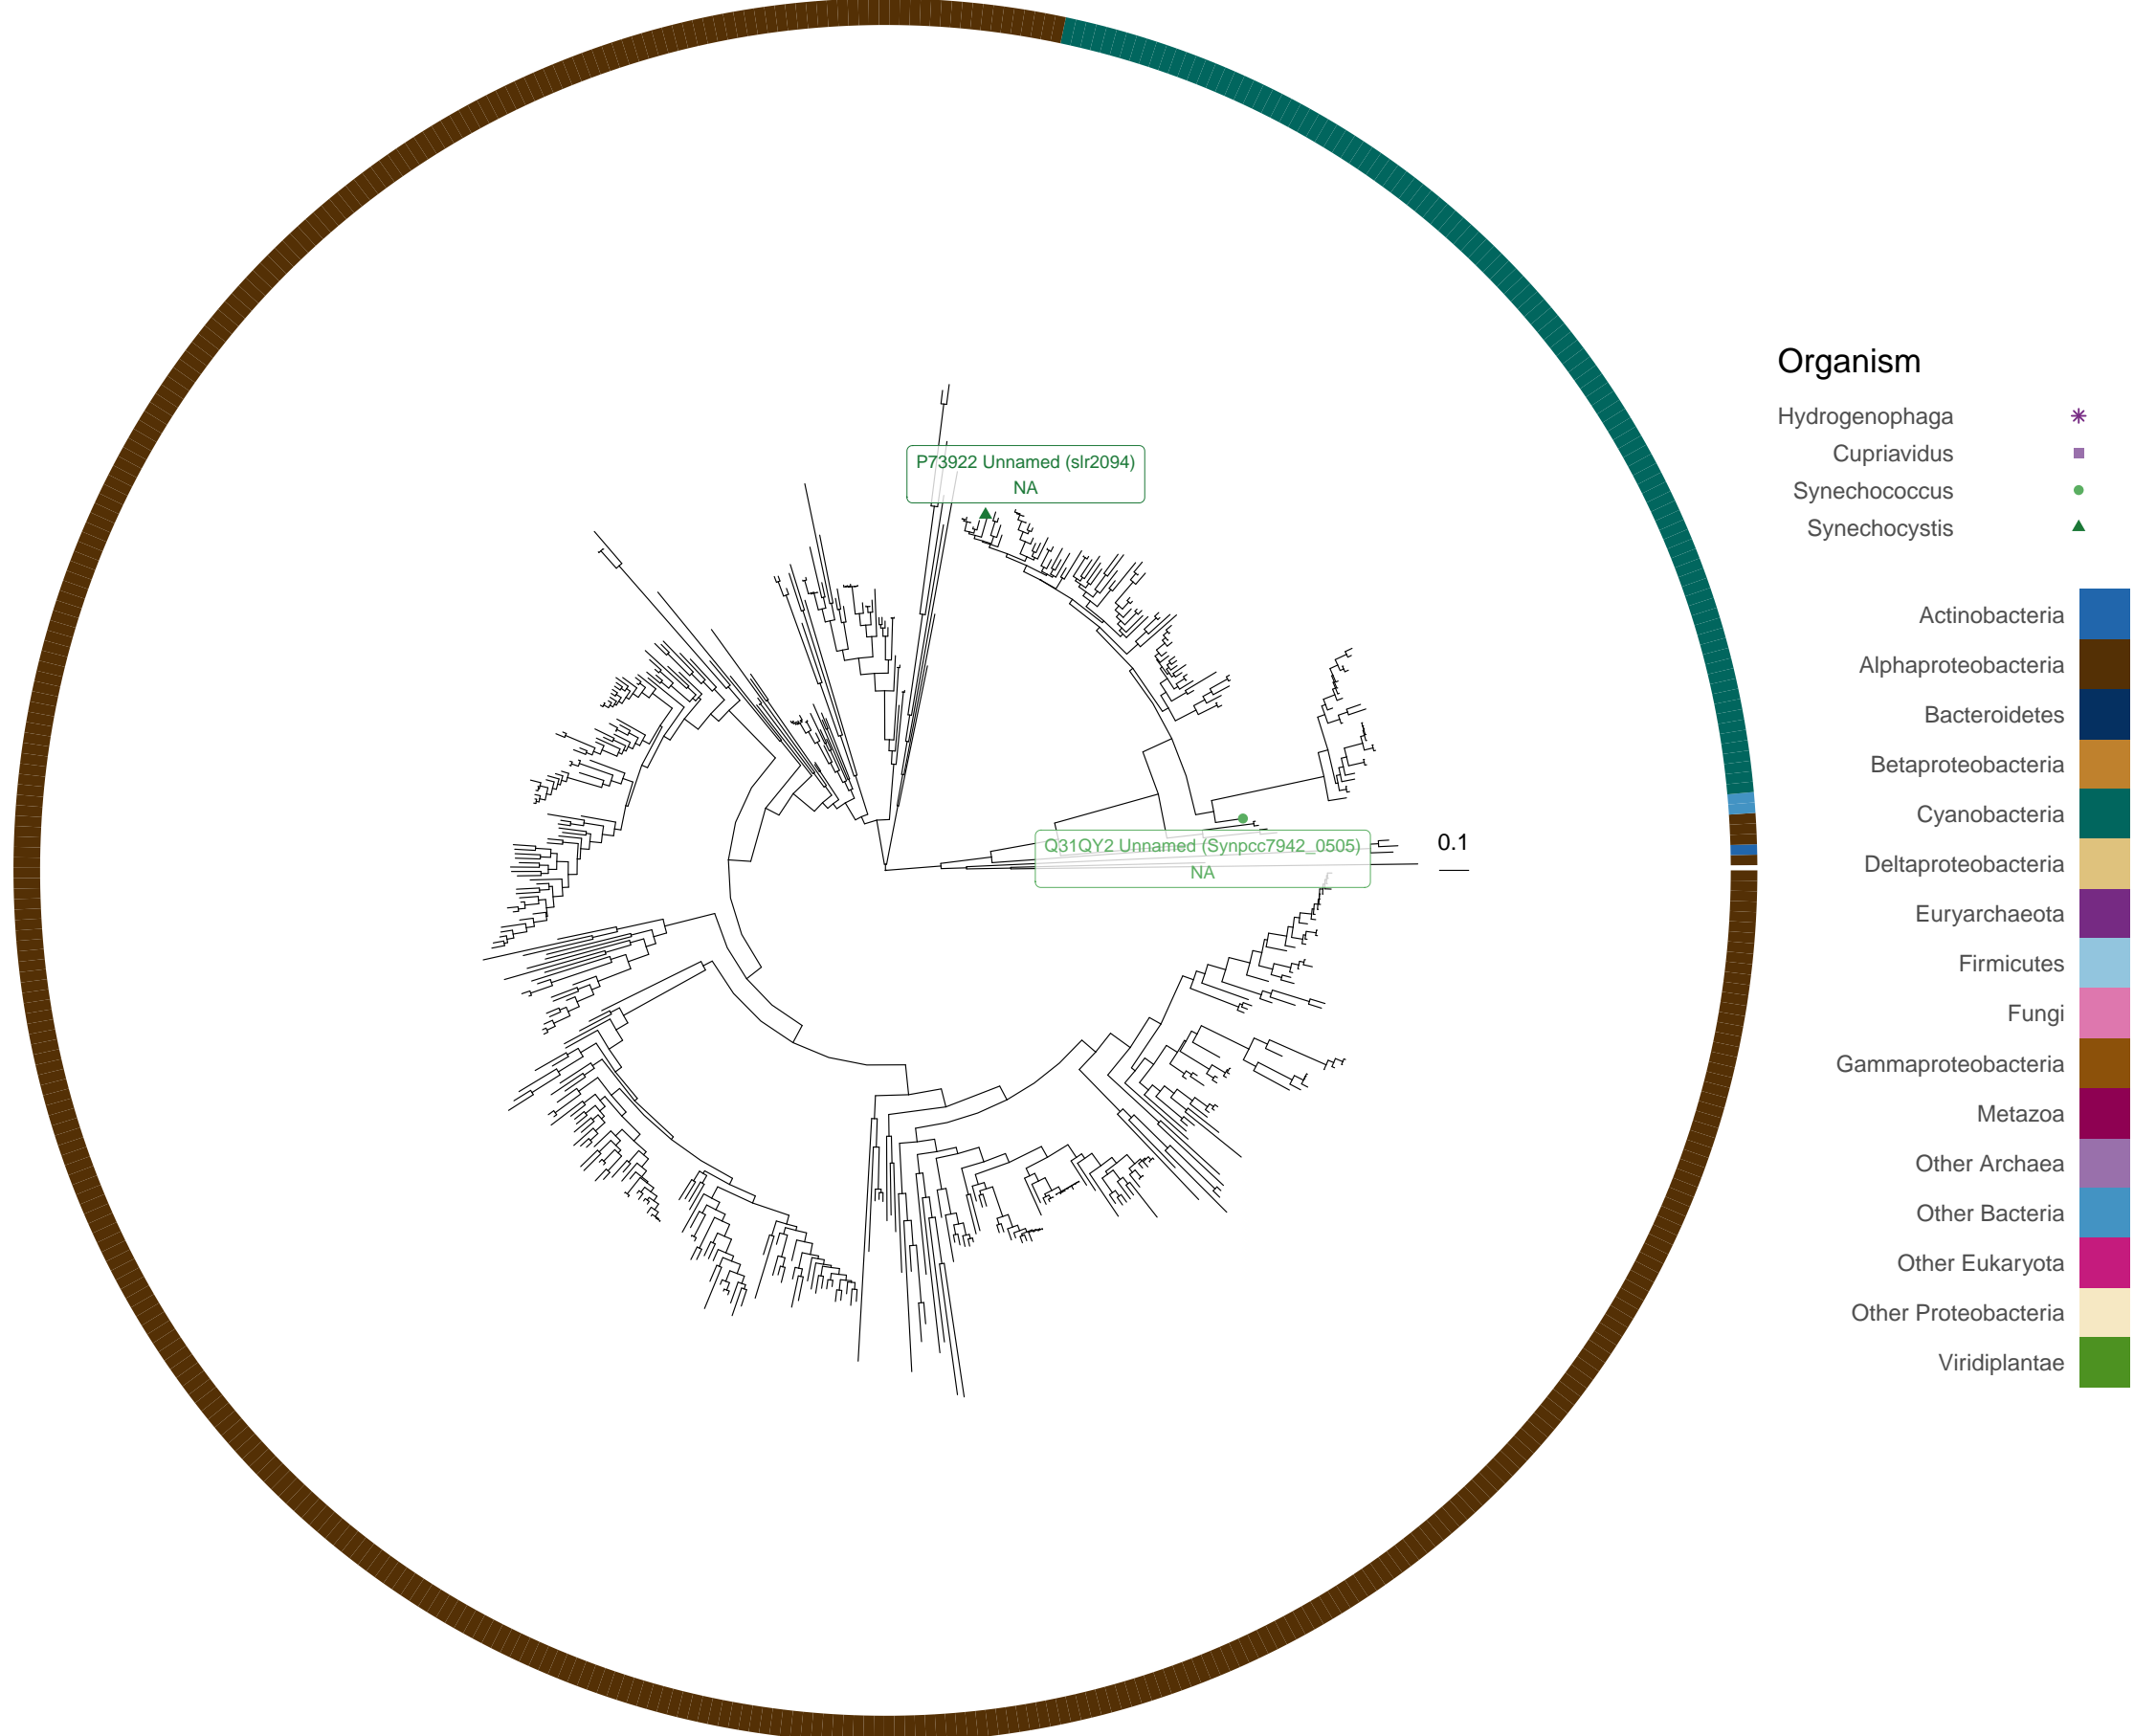 P73922 Unnamed (slr2094)
NA
Q31QY2 Unnamed (Synpcc7942_0505)
NA
0.1
Organism
Hydrogenophaga
Cupriavidus
Synechococcus
Synechocystis
Actinobacteria
Alphaproteobacteria
Bacteroidetes
Betaproteobacteria
Cyanobacteria
Deltaproteobacteria
Euryarchaeota
Firmicutes
Fungi
Gammaproteobacteria
Metazoa
Other Archaea
Other Bacteria
Other Eukaryota
Other Proteobacteria
Viridiplantae